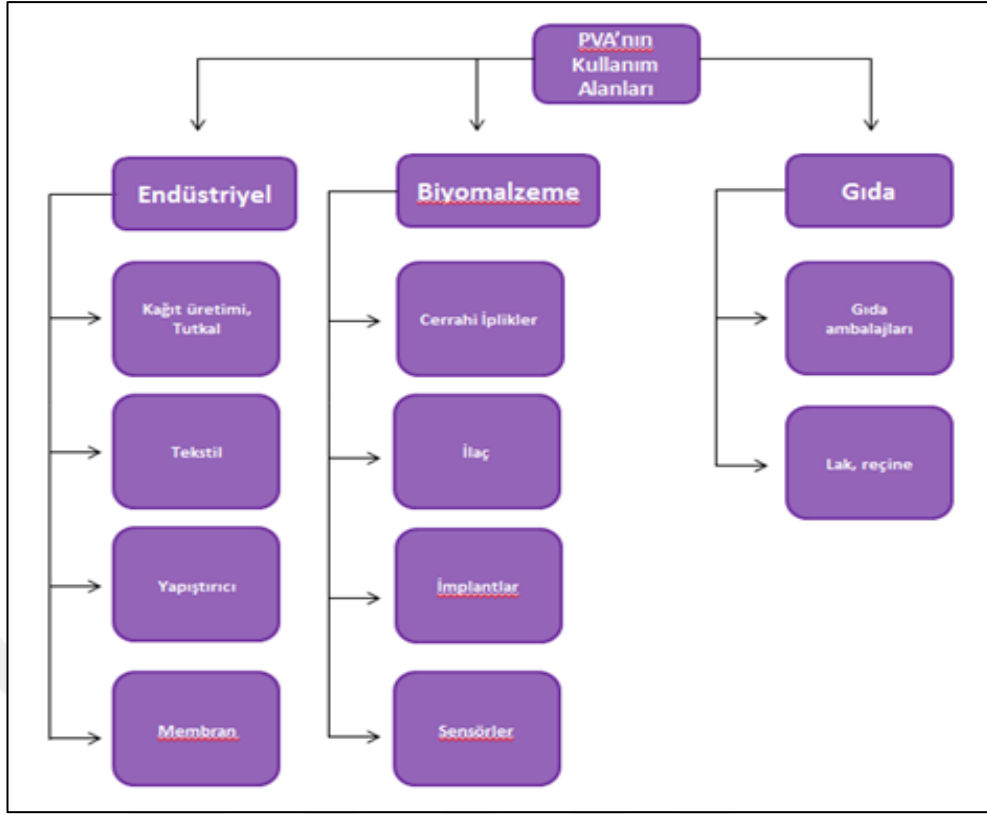 PVA'nın
Kullanım
Alanları
Endüstriyel
Biyomalzeme
Gıda
Kağıt üretimi,
Tutkal
Cerrahi İplikler
Gıda
ambalajları
Tekstil
İlaç
Lak, reçine
Yapıştırıcı
İmplantlar
Membran
Sensörler